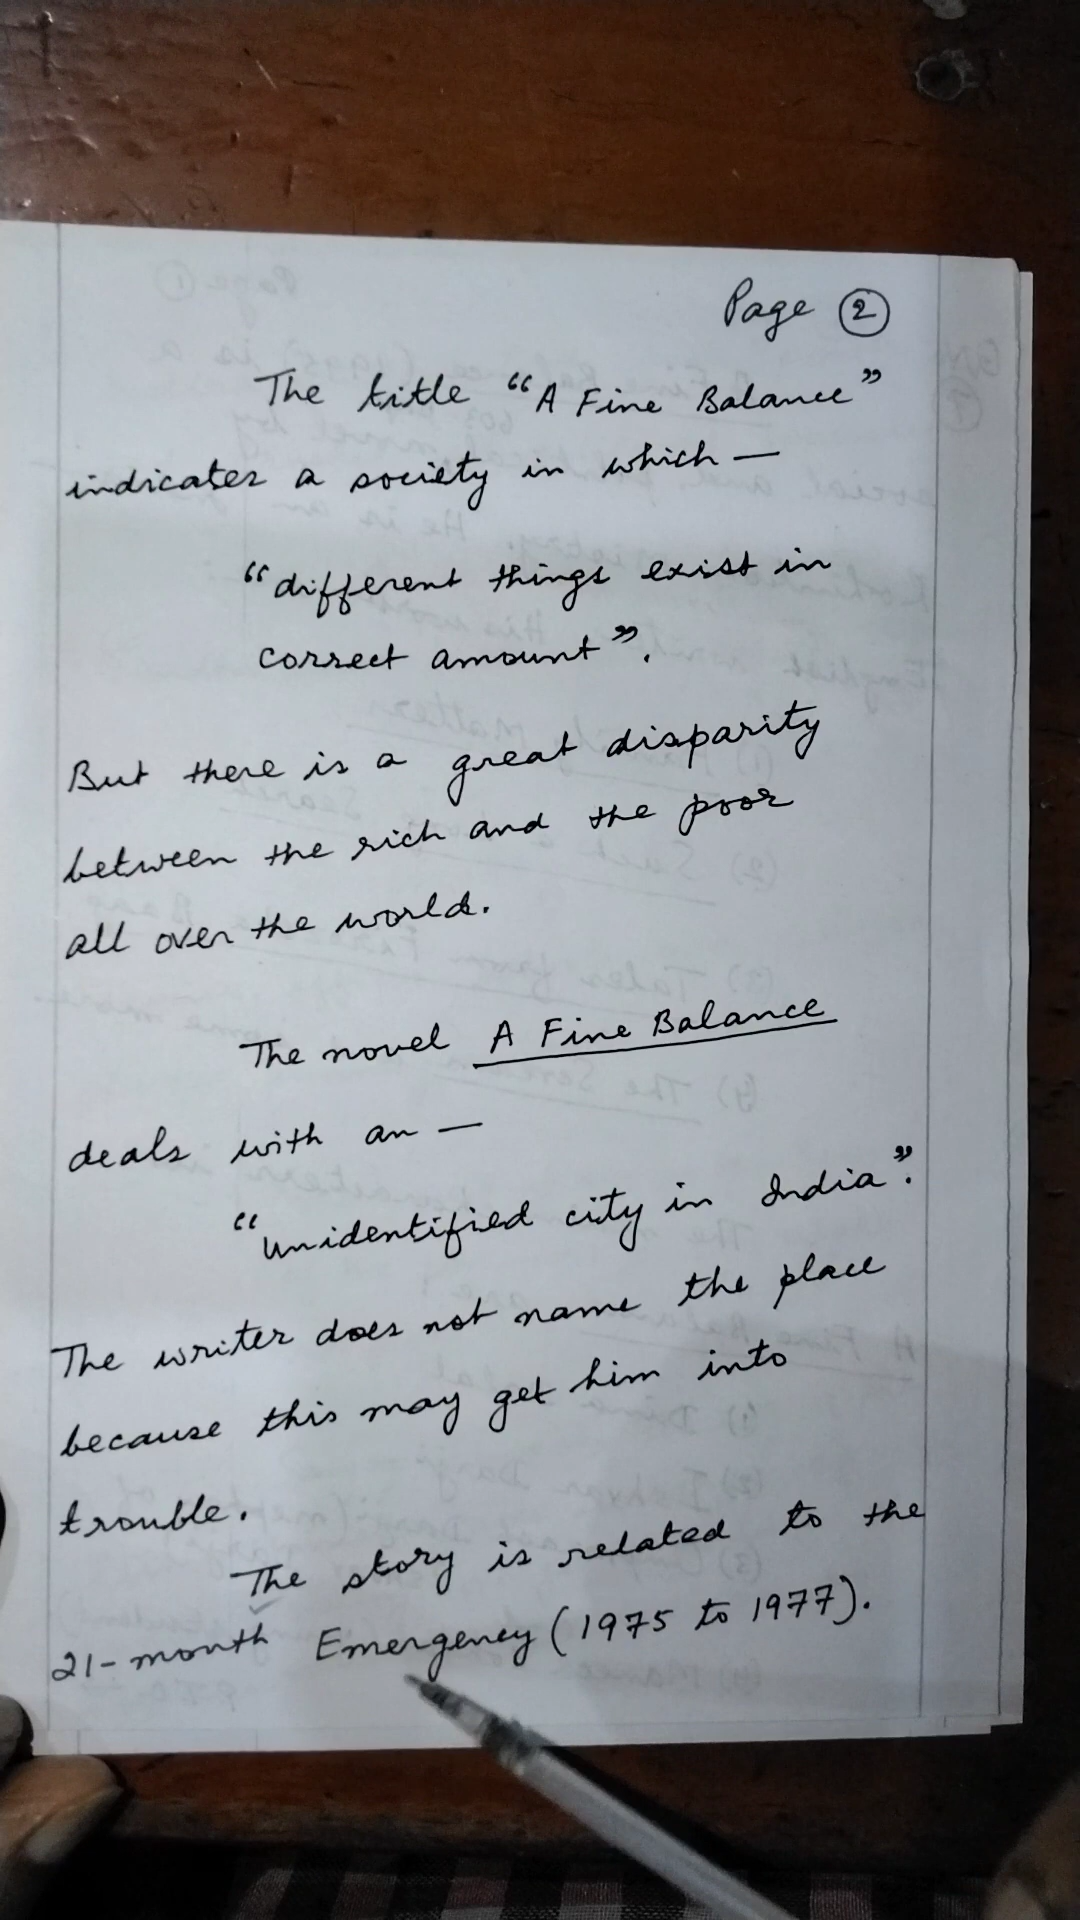 Page 2
The title "A Fine Balance"
indicates a society in which —
"different things exist in
correct amount".
But there is a great disparity
between the rich and the poor
all over the world.
The novel A Fine Balance
deals with an —
"Unidentified city in India".
The writer does not name the place
because this may get him into
trouble.
The story is related to the
21-month Emergency (1975 to 1977).